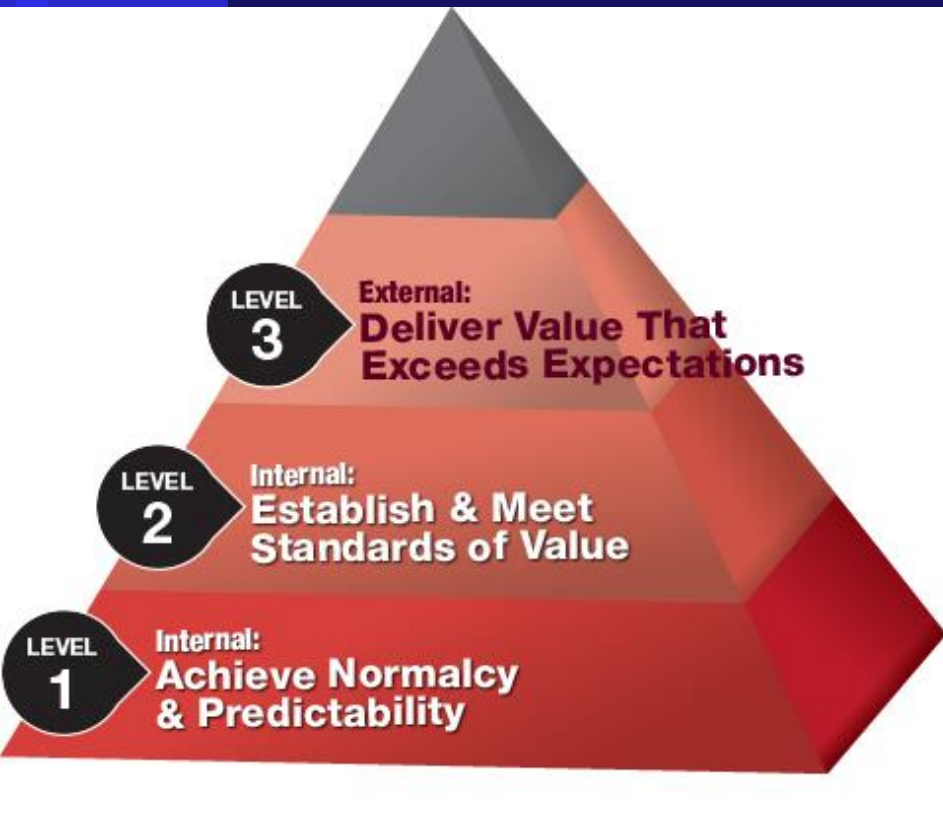 LEVEL
3
External:
Deliver Value That
Exceeds Expectations
LEVEL
2
Internal:
Establish & Meet
Standards of Value
LEVEL
1
Internal:
Achieve Normalcy
& Predictability